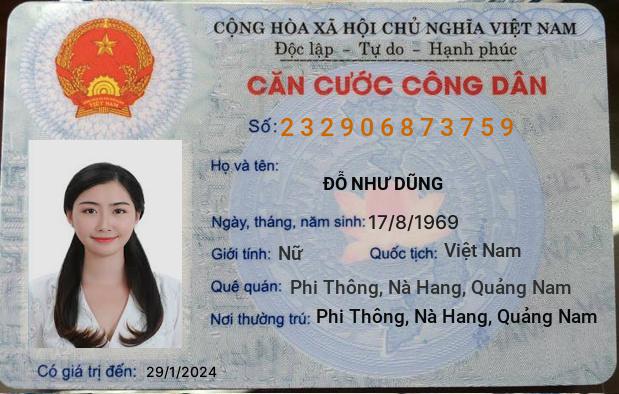 CỘNG HÒA XÃ HỘI CHỦ NGHĨA VIỆT NAM
Độc lập - Tự do - Hạnh phúc
CĂN CƯỚC CÔNG DÂN
Số: 232906873759
Họ và tên:
ĐỖ NHƯ DŨNG
Ngày, tháng, năm sinh: 17/8/1969
Giới tính: Nữ Quốc tịch: Việt Nam
Quê quán: Phi Thông, Nà Hang, Quảng Nam
Nơi thường trú: Phi Thông, Nà Hang, Quảng Nam
Có giá trị đến: 29/1/2024
VIỆT NAM